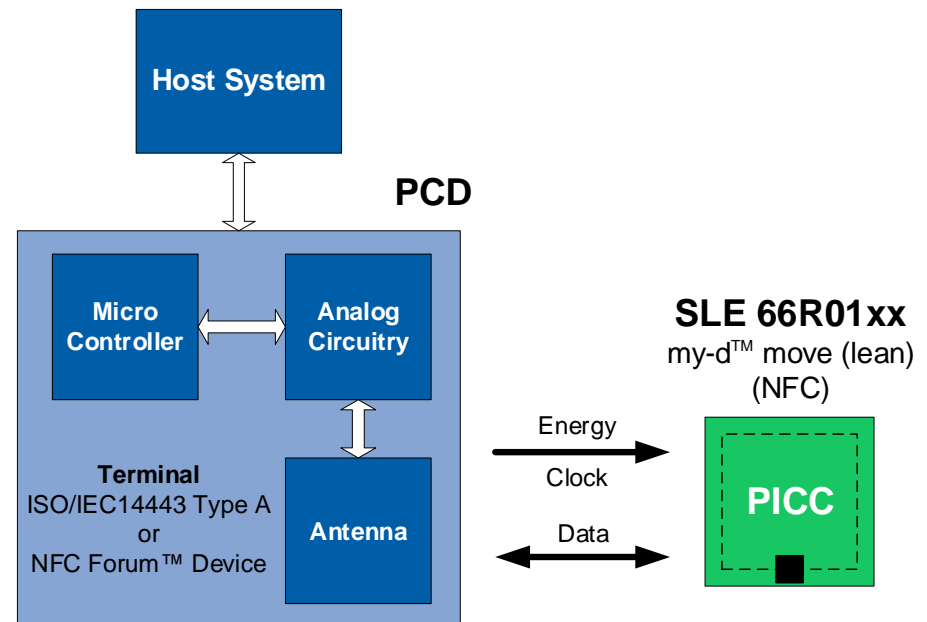 Host System
PCD
Micro
Controller
Analog
Circuitry
Terminal
ISO/IEC14443 Type A
or
NFC Forum™ Device
Antenna
Energy
Clock
Data
SLE 66R01xx
my-d™ move (lean)
(NFC)
PICC